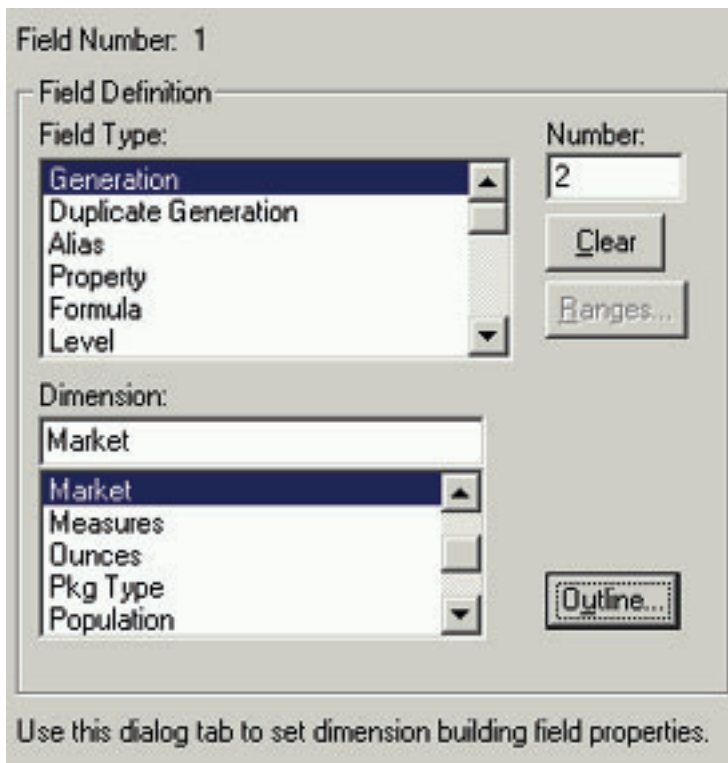 Field Number: 1
Field Definition
Field Type:
Generation
Duplicate Generation
Alias
Property
Formula
Level
Number:
2
Clear
Ranges...
Dimension:
Market
Market
Measures
Ounces
Pkg Type
Population
Outline...
Use this dialog tab to set dimension building field properties.